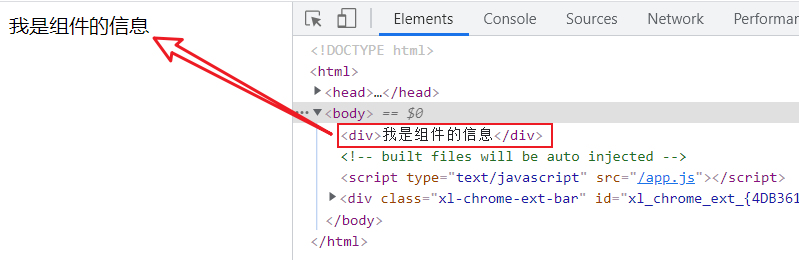 我是组件的信息
Elements Console Sources Network Performan
<!DOCTYPE html>
<html>
<head>…</head>
<body> == $0
<div>我是组件的信息</div>
<!-- built files will be auto injected -->
<script type="text/javascript" src="/app.js"></script>
<div class="xl-chrome-ext-bar" id="xl_chrome_ext_{4DB361
</body>
</html>